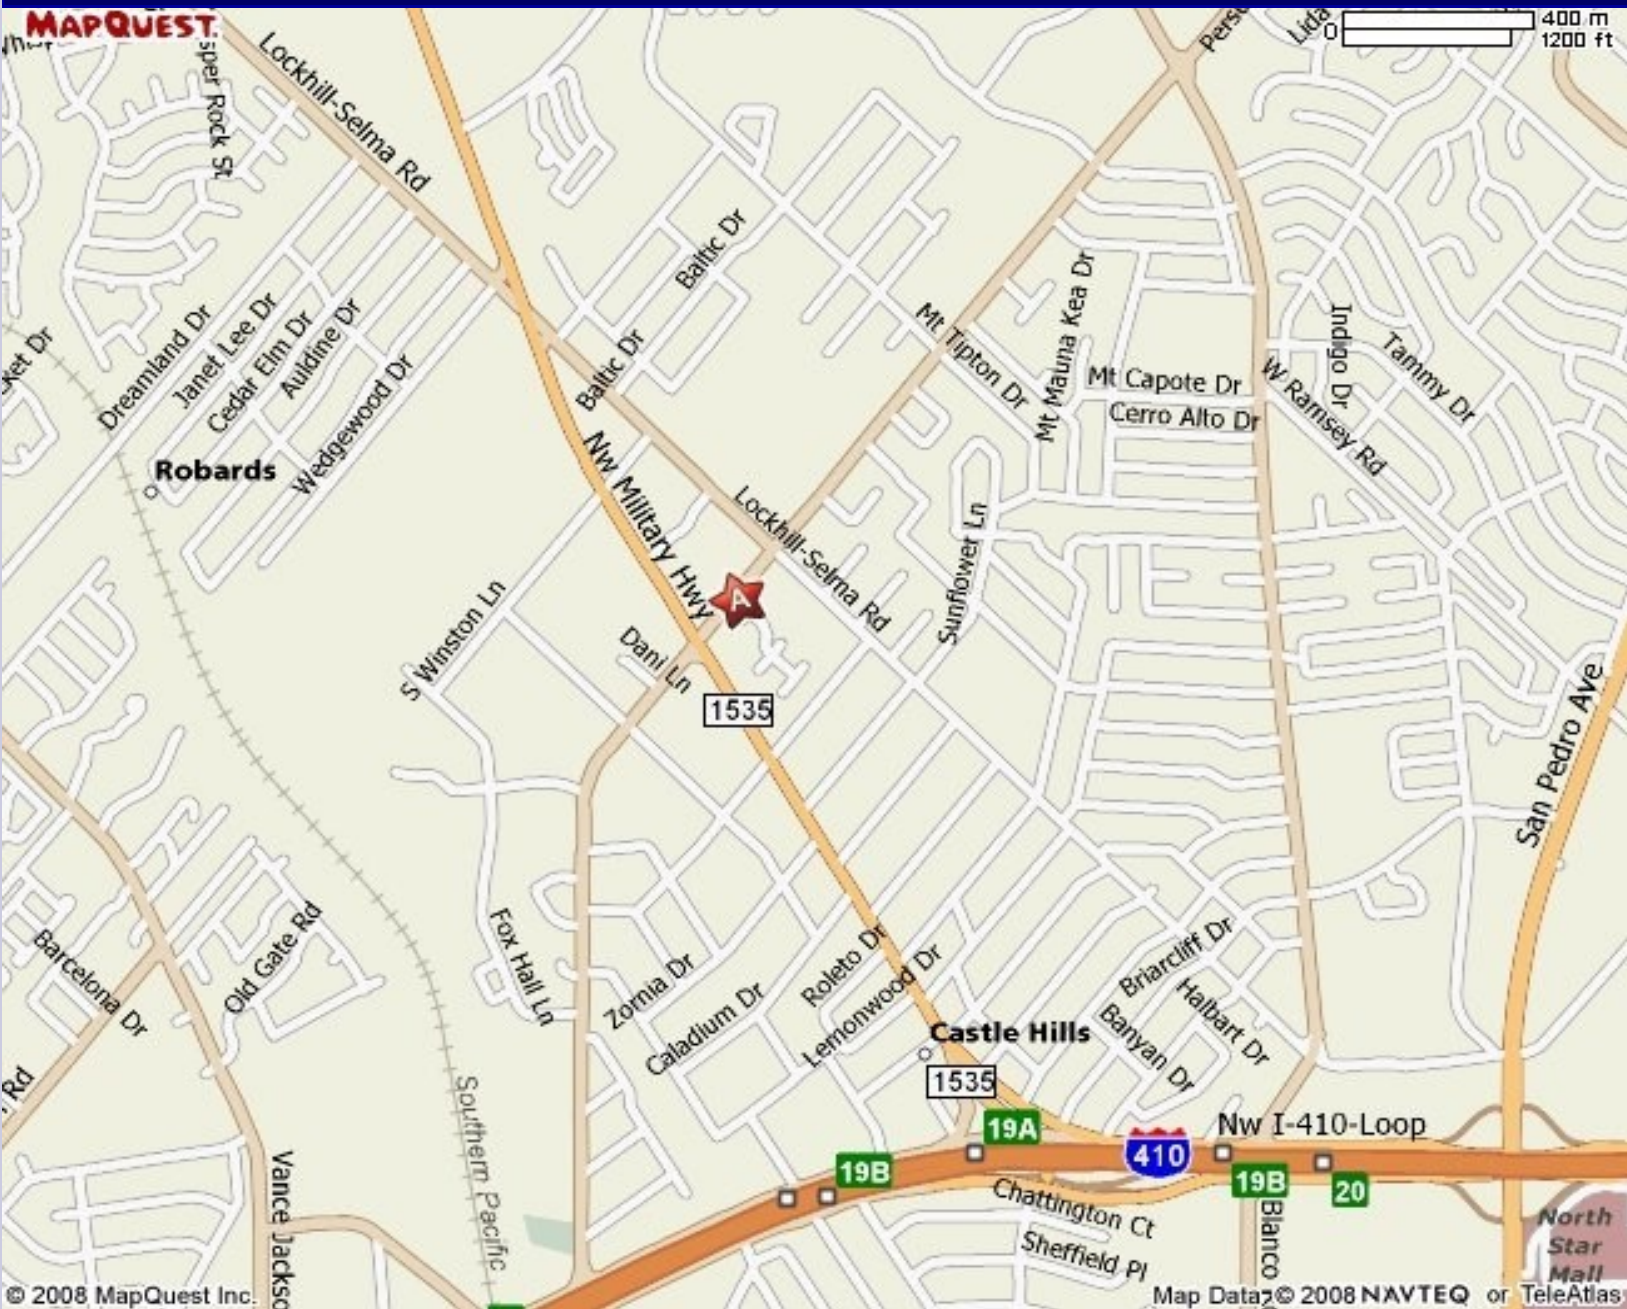 MAPQUEST.
400 m
0
1200 ft
Lockhill-Selma Rd
sper Rock St
Baltic Dr
Mt Mauna Kea Dr
Mt Tipton Dr
Indigo Dr
Tammy Dr
Dreamland Dr
Janet Lee Dr
Cedar Elm Dr
Auldine Dr
Wedgewood Dr
ket Dr
Baltic Dr
Mt Capote Dr
Cerro Alto Dr
W Ramsey Rd
Robards
Nw Military Hwy
Lockhill-Selma Rd
Sunflower Ln
A
S Winston Ln
Dani Ln
1535
San Pedro Ave
Barcelona Dr
Old Gate Rd
Fox Hall Ln
Zornia Dr
Caladium Dr
Roleto Dr
Lemonwood Dr
Briarcliff Dr
Halbart Dr
Banyan Dr
Castle Hills
1535
Rd
Southern Pacific
19A
Nw I-410-Loop
410
19B
19B
20
Vance Jackso
Chattington Ct
Sheffield Pl
Blanco
North
Star
Mall
© 2008 MapQuest Inc.
Map Data © 2008 NAVTEQ or TeleAtlas